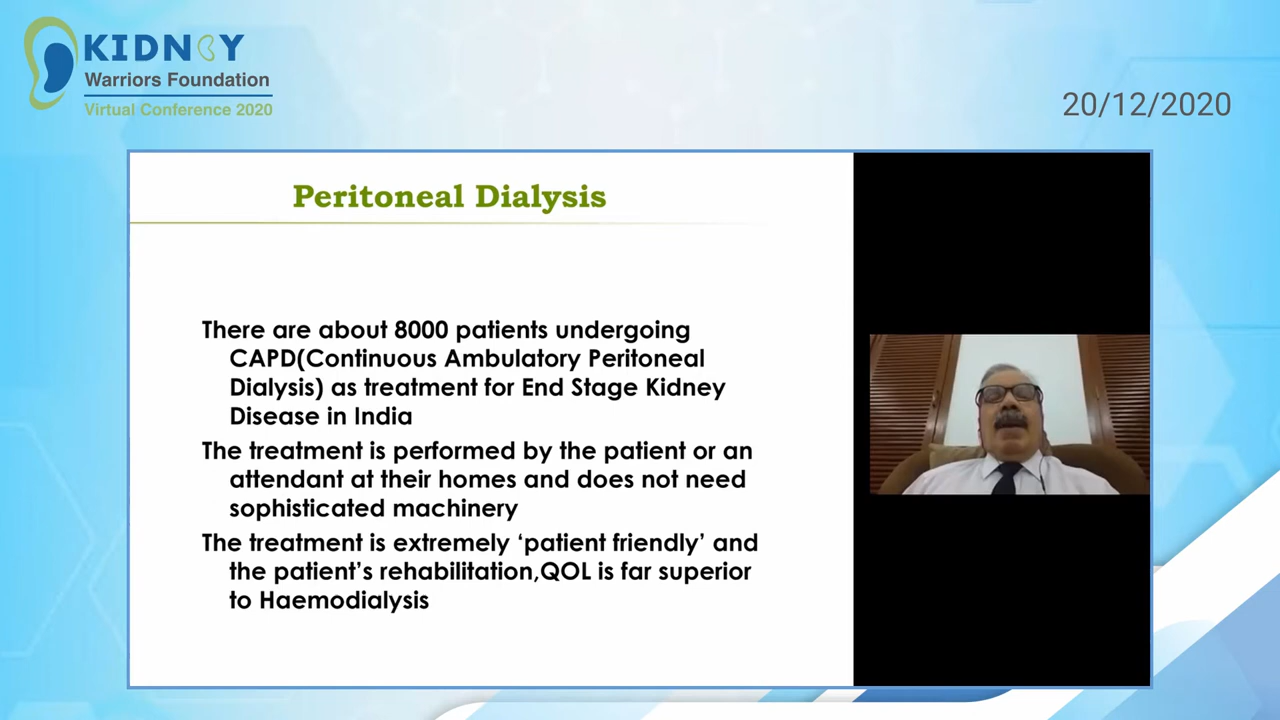 KIDNEY
Warriors Foundation
Virtual Conference 2020
20/12/2020
Peritoneal Dialysis
There are about 8000 patients undergoing
CAPD(Continuous Ambulatory Peritoneal
Dialysis) as treatment for End Stage Kidney
Disease in India
The treatment is performed by the patient or an
attendant at their homes and does not need
sophisticated machinery
The treatment is extremely ‘patient friendly’ and
the patient’s rehabilitation,QOL is far superior
to Haemodialysis